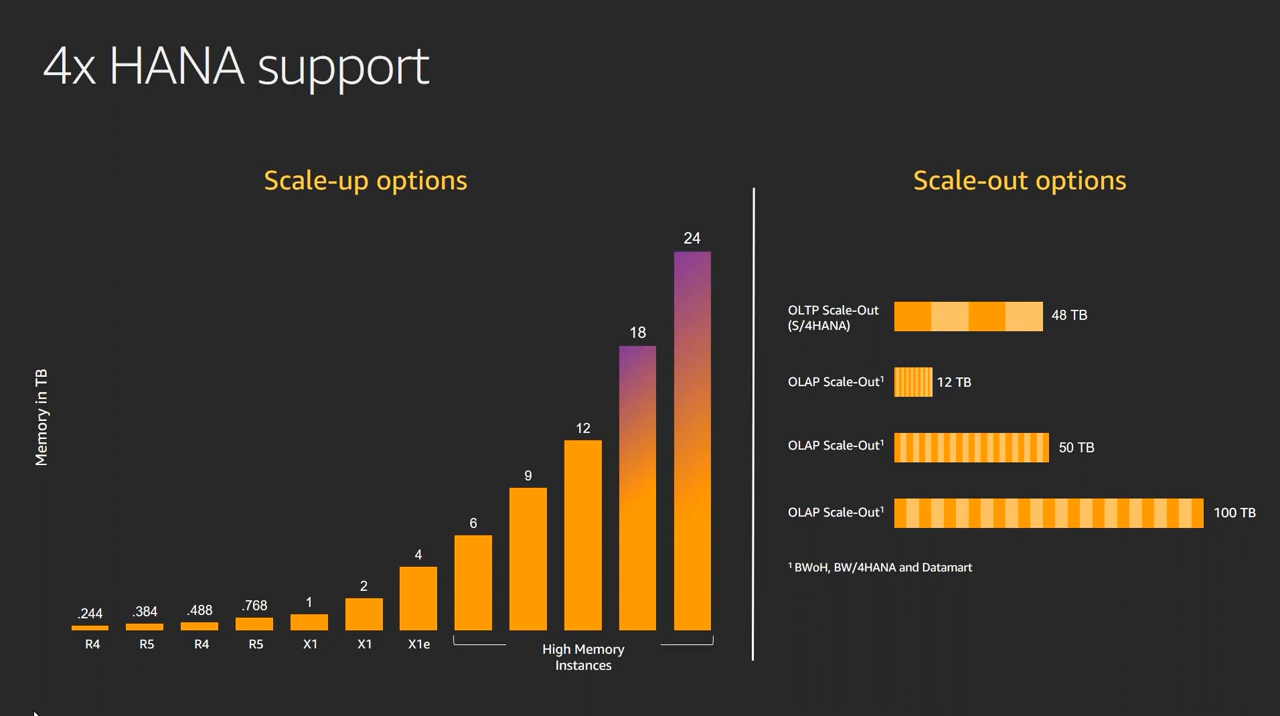 4x HANA support
Scale-up options
Memory in TB
.244
.384
.488
.768
1
2
4
6
9
12
18
24
R4
R5
R4
R5
X1
X1
X1e
High Memory
Instances
Scale-out options
OLTP Scale-Out
(S/4HANA)
48 TB
OLAP Scale-Out¹
12 TB
OLAP Scale-Out¹
50 TB
OLAP Scale-Out¹
100 TB
¹ BWoH, BW/4HANA and Datamart